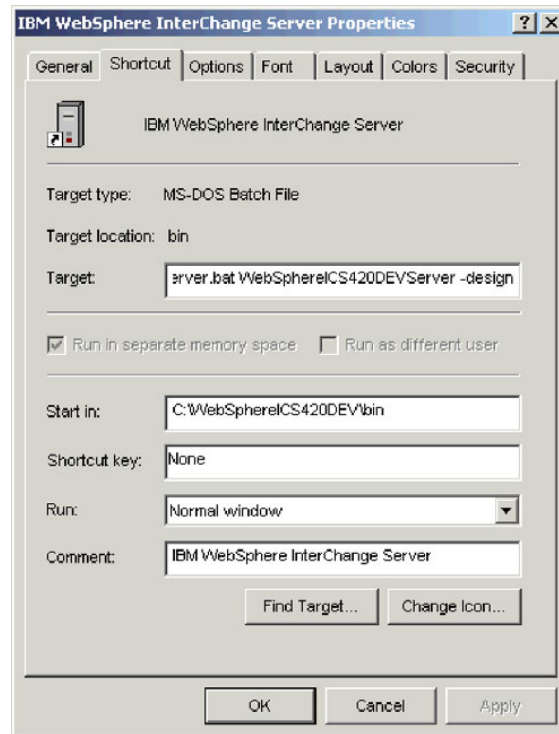 IBM WebSphere InterChange Server Properties
General Shortcut Options Font Layout Colors Security
IBM WebSphere InterChange Server
Target type: MS-DOS Batch File
Target location: bin
Target: erver.bat WebSphereICS420DEVServer -design
Run in separate memory space Run as different user
Start in: C:\WebSphereICS420DEV\bin
Shortcut key: None
Run: Normal window
Comment: IBM WebSphere InterChange Server
Find Target... Change Icon...
OK Cancel Apply